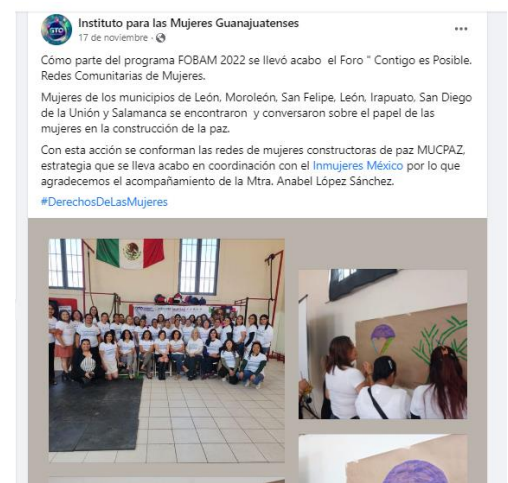 GTO
Instituto para las Mujeres Guanajuatenses
17 de noviembre ·
Cómo parte del programa FOBAM 2022 se llevó acabo el Foro " Contigo es Posible.
Redes Comunitarias de Mujeres.
Mujeres de los municipios de León, Moroleón, San Felipe, León, Irapuato, San Diego
de la Unión y Salamanca se encontraron y conversaron sobre el papel de las
mujeres en la construcción de la paz.
Con esta acción se conforman las redes de mujeres constructoras de paz MUCPAZ,
estrategia que se lleva acabo en coordinación con el Inmujeres México por lo que
agradecemos el acompañamiento de la Mtra. Anabel López Sánchez.
#DerechosDeLasMujeres